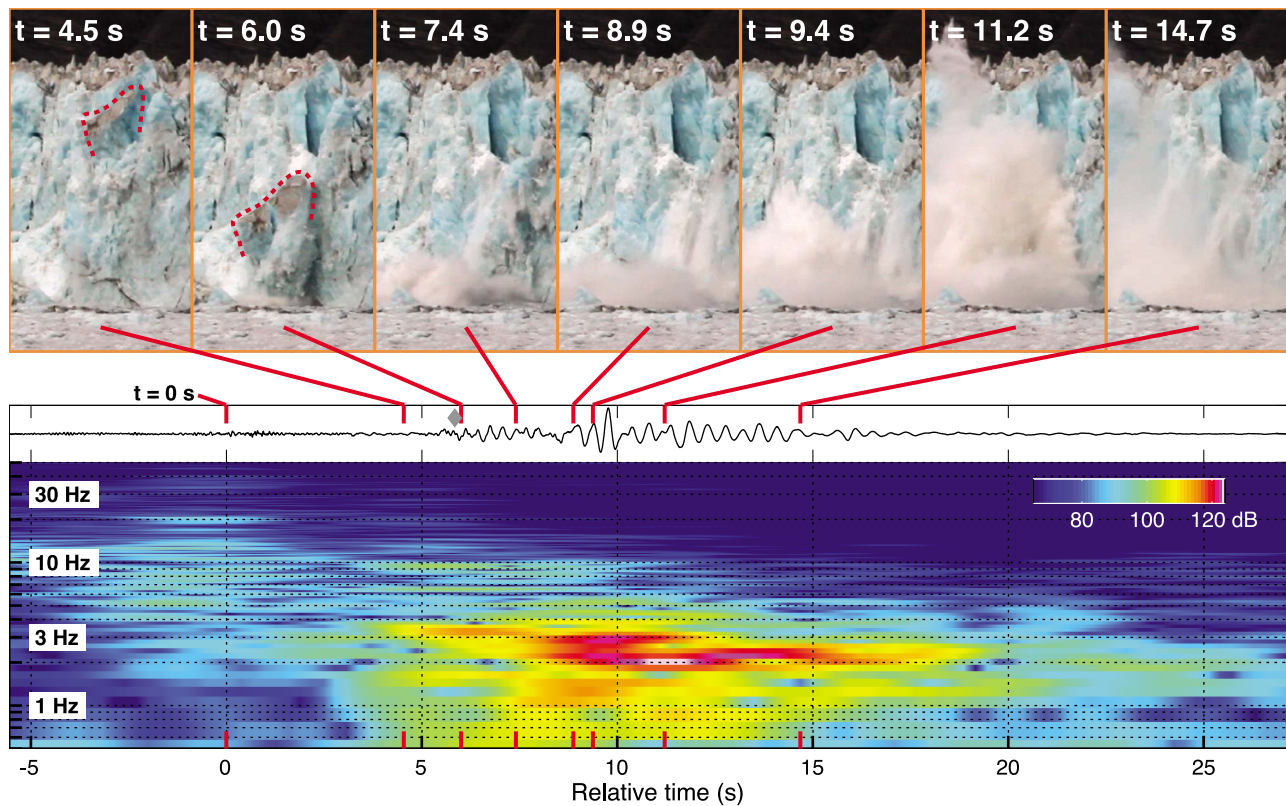 t = 4.5 s t = 6.0 s t = 7.4 s t = 8.9 s t = 9.4 s t = 11.2 s t = 14.7 s
t = 0 s
30 Hz
80 100 120 dB
10 Hz
3 Hz
1 Hz
-5 0 5 10 15 20 25
Relative time (s)